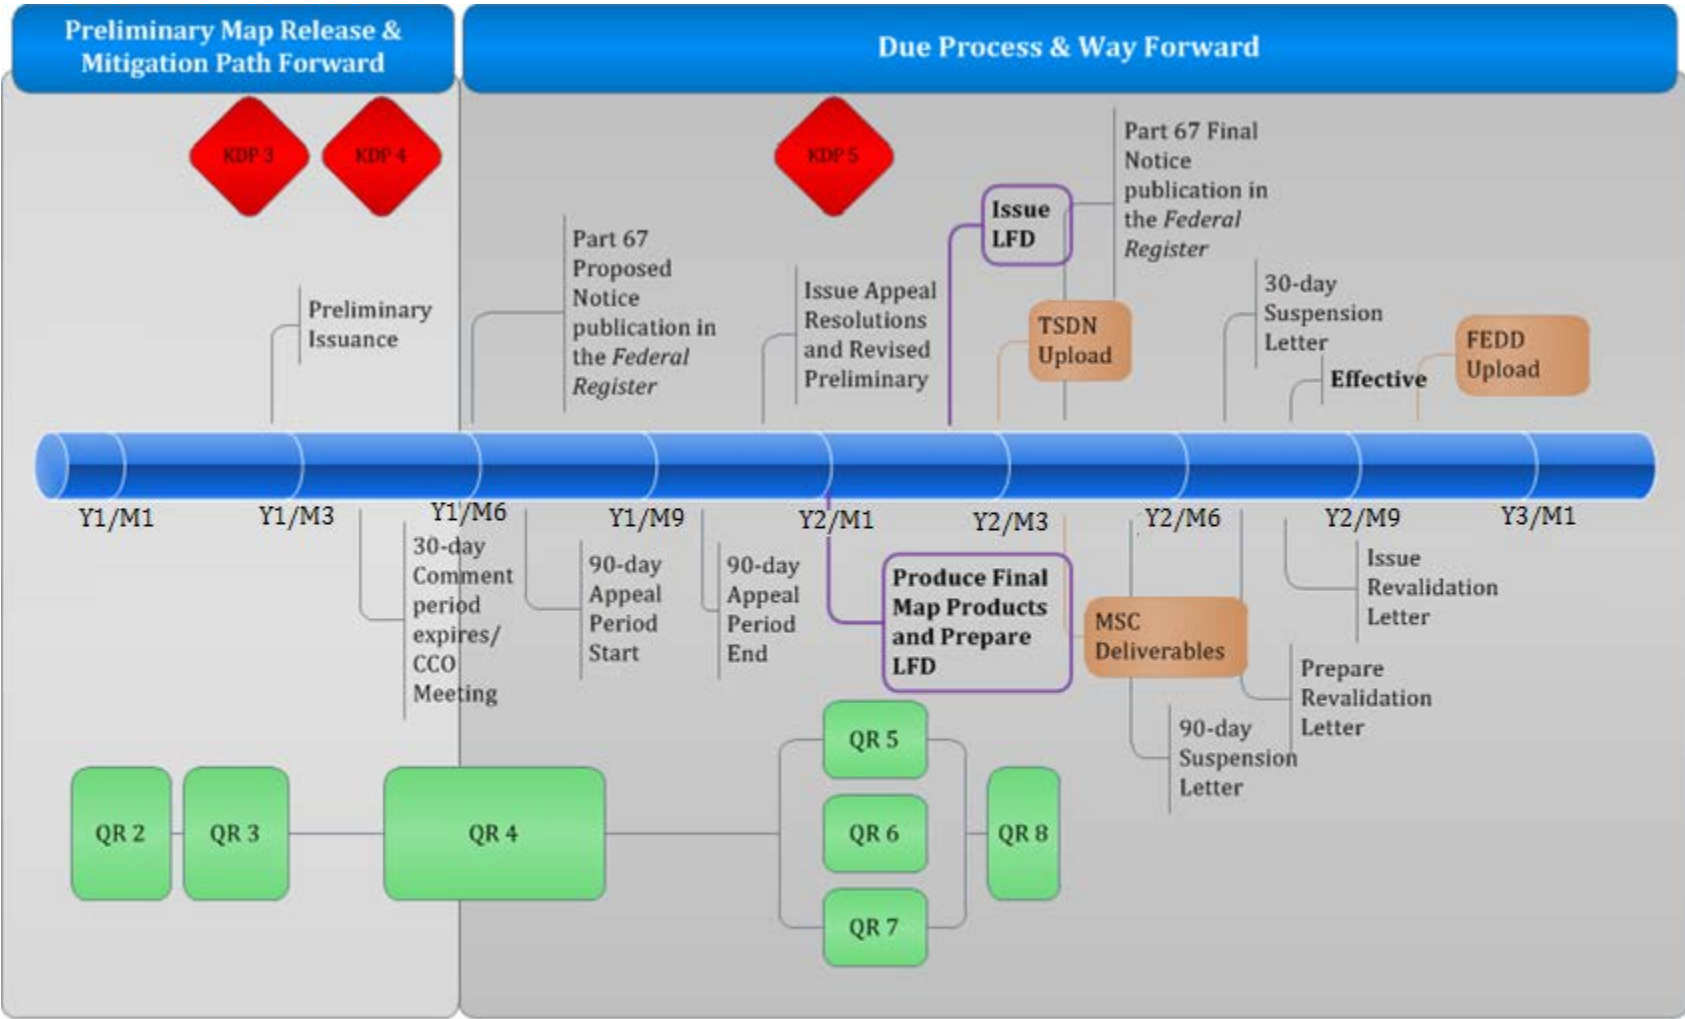 Preliminary Map Release &
Mitigation Path Forward
Due Process & Way Forward
KDP 3
KDP 4
KDP 5
Preliminary
Issuance
Part 67
Proposed
Notice
publication in
the Federal
Register
Issue Appeal
Resolutions
and Revised
Preliminary
Issue
LFD
TSDN
Upload
Part 67 Final
Notice
publication in
the Federal
Register
30-day
Suspension
Letter
Effective
FEDD
Upload
Y1/M1
Y1/M3
Y1/M6
Y1/M9
Y2/M1
Y2/M3
Y2/M6
Y2/M9
Y3/M1
30-day
Comment
period
expires/
CCO
Meeting
90-day
Appeal
Period
Start
90-day
Appeal
Period
End
Produce Final
Map Products
and Prepare
LFD
MSC
Deliverables
90-day
Suspension
Letter
Prepare
Revalidation
Letter
Issue
Revalidation
Letter
QR 2
QR 3
QR 4
QR 5
QR 6
QR 7
QR 8